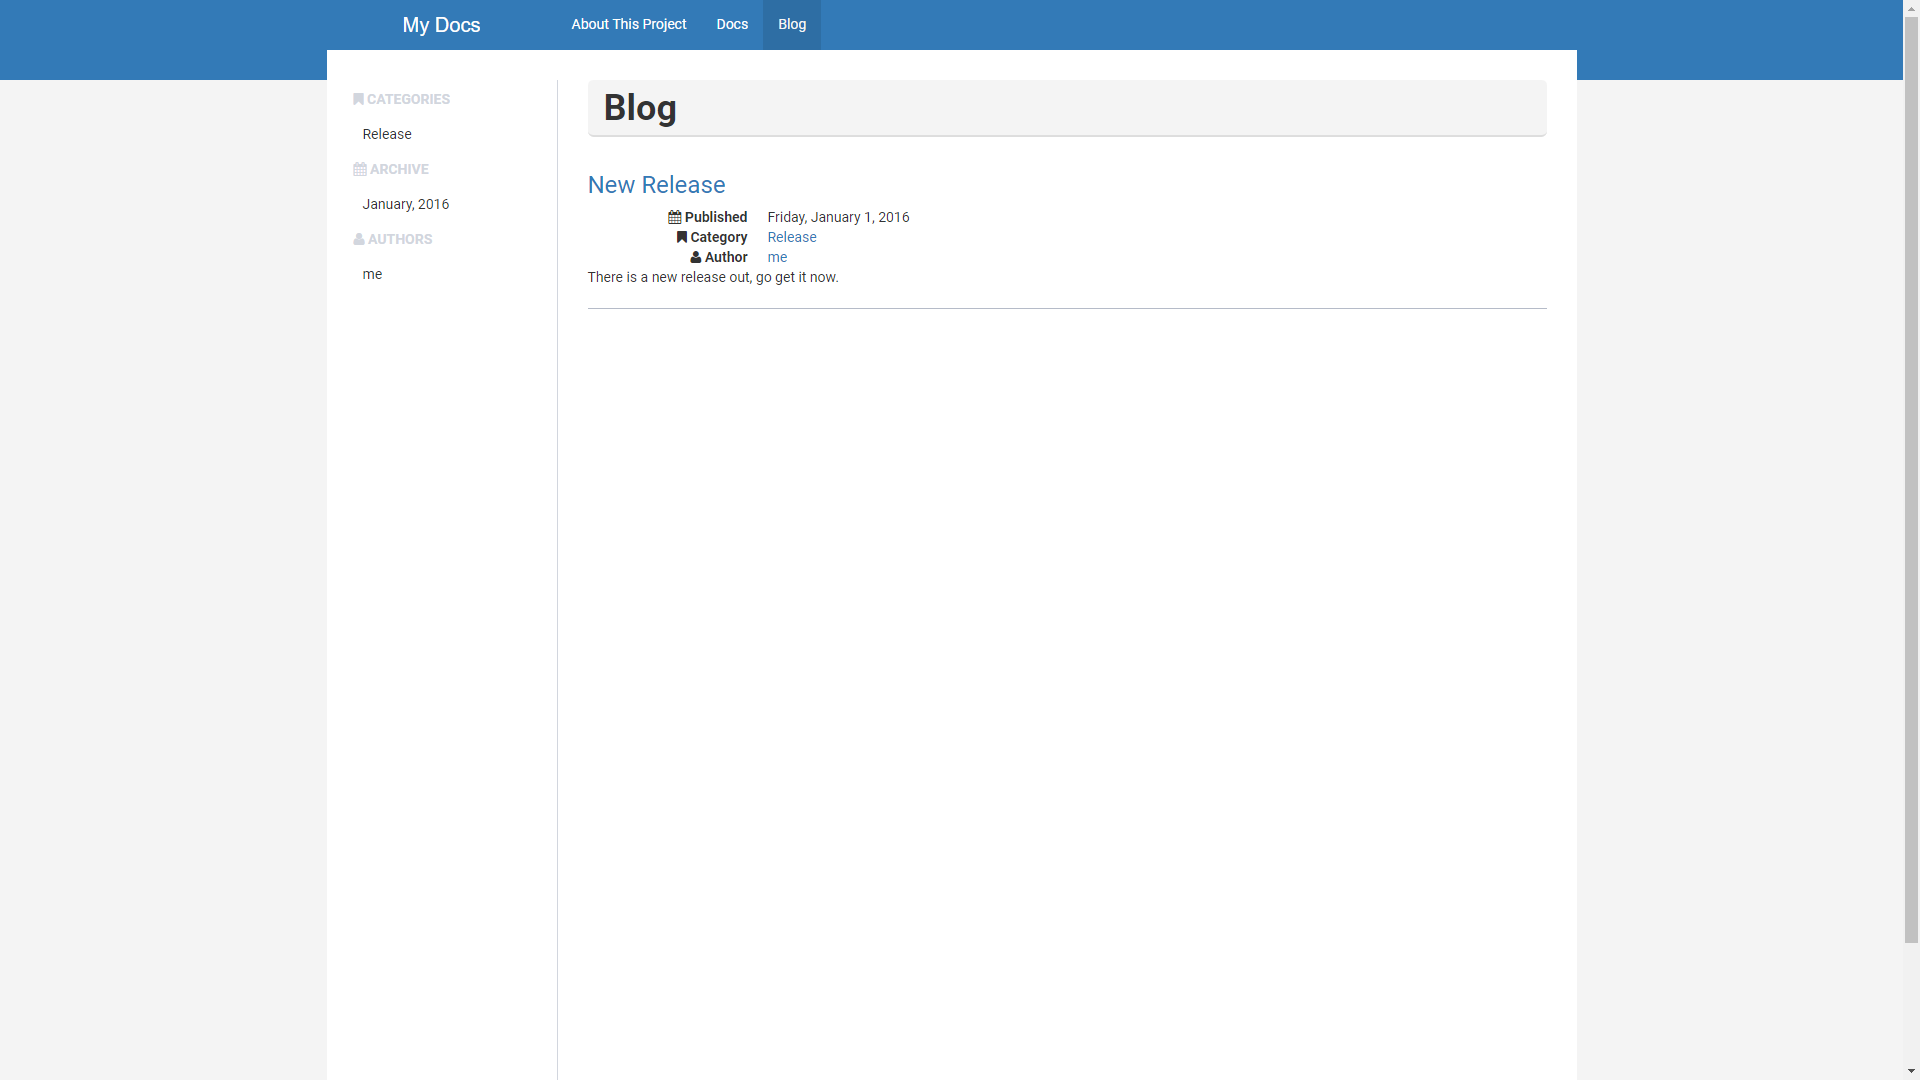 My Docs
About This Project
Docs
Blog
CATEGORIES
Release
ARCHIVE
January, 2016
AUTHORS
me
Blog
New Release
Published Friday, January 1, 2016
Category Release
Author me
There is a new release out, go get it now.